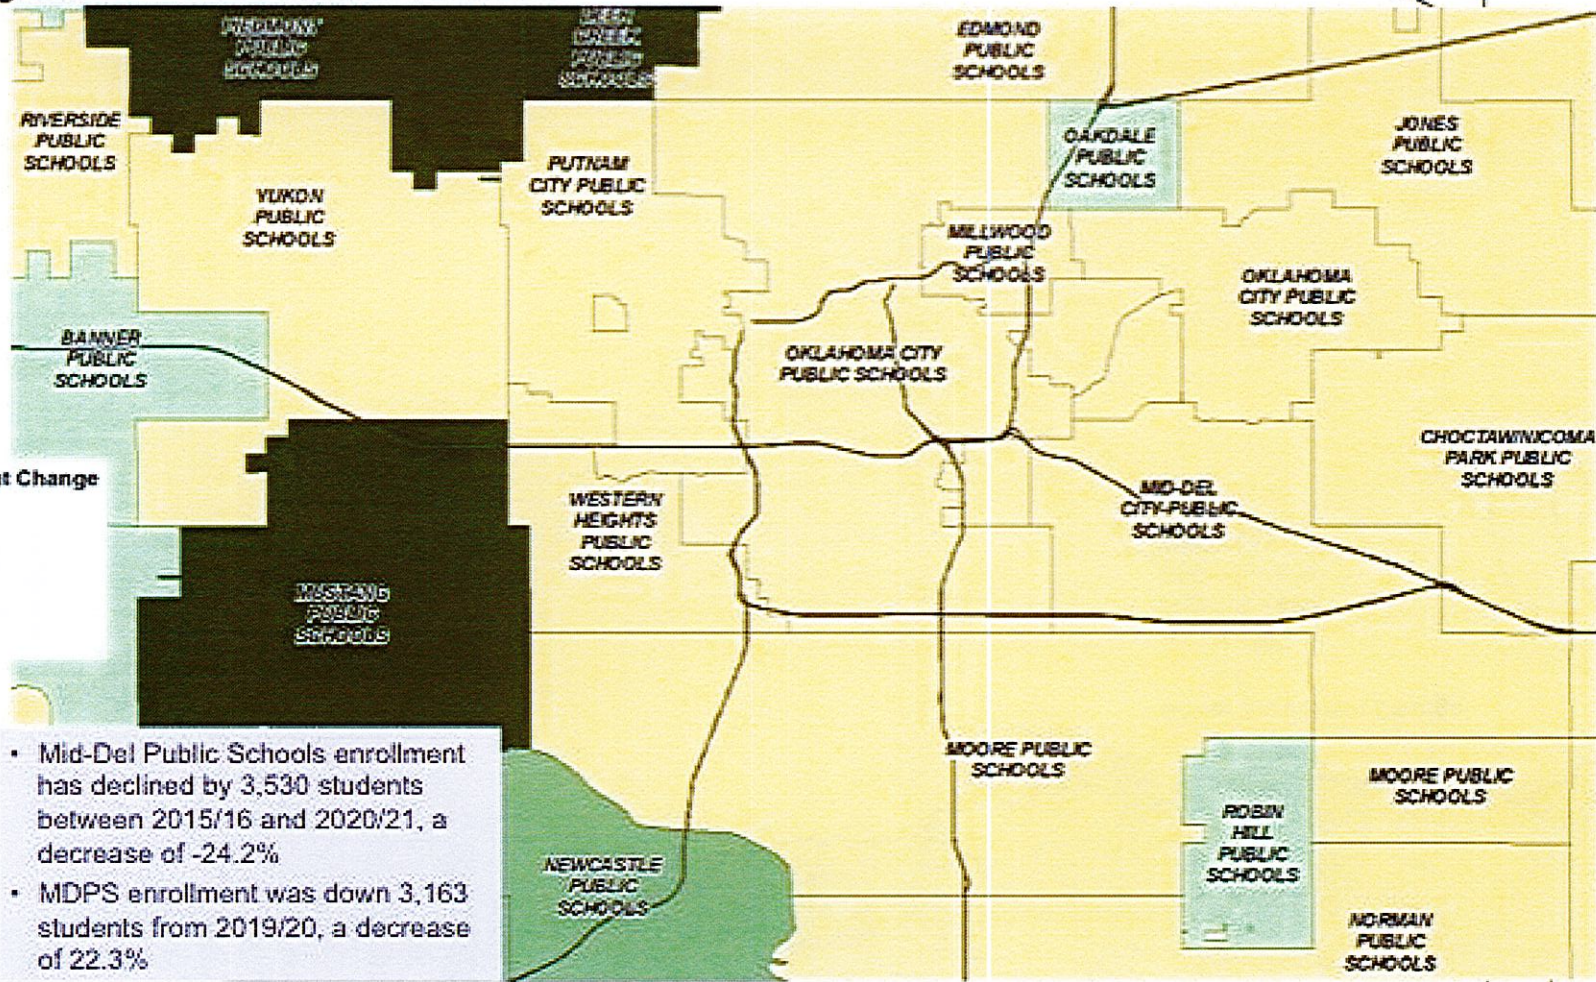 PIEDMONT
PUBLIC
SCHOOLS
DEER
CREEK
PUBLIC
SCHOOLS
EDMOND
PUBLIC
SCHOOLS
RIVERSIDE
PUBLIC
SCHOOLS
YUKON
PUBLIC
SCHOOLS
PUTNAM
CITY PUBLIC
SCHOOLS
OAKDALE
PUBLIC
SCHOOLS
JONES
PUBLIC
SCHOOLS
MILLWOOD
PUBLIC
SCHOOLS
OKLAHOMA
CITY PUBLIC
SCHOOLS
BANNER
PUBLIC
SCHOOLS
OKLAHOMA CITY
PUBLIC SCHOOLS
CHOCTAW/NICOMA
PARK PUBLIC
SCHOOLS
t Change
WESTERN
HEIGHTS
PUBLIC
SCHOOLS
MID-DEL
CITY-PUBLIC
SCHOOLS
MUSTANG
PUBLIC
SCHOOLS
• Mid-Del Public Schools enrollment
has declined by 3,530 students
between 2015/16 and 2020/21, a
decrease of -24.2%
• MDPS enrollment was down 3,163
students from 2019/20, a decrease
of 22.3%
MOORE PUBLIC
SCHOOLS
MOORE PUBLIC
SCHOOLS
ROBIN
HILL
PUBLIC
SCHOOLS
NEWCASTLE
PUBLIC
SCHOOLS
NORMAN
PUBLIC
SCHOOLS